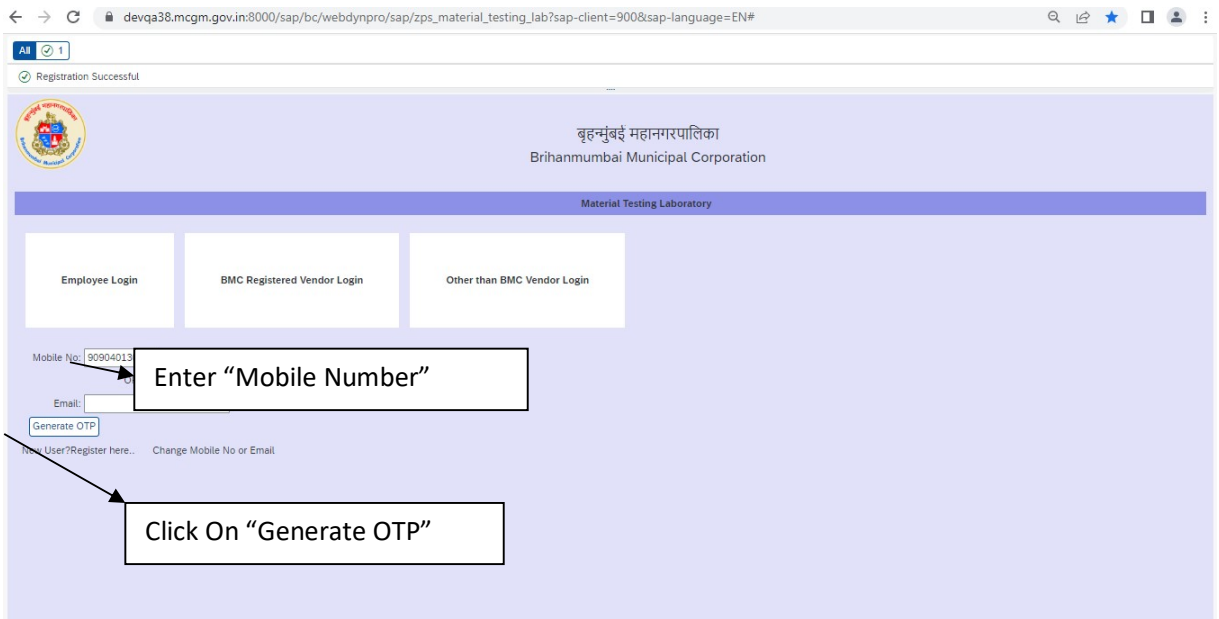 devqa38.mcgm.gov.in:8000/sap/bc/webdynpro/sap/zps_material_testing_lab?sap-client=900&sap-language=EN#
All 1
Registration Successful
बृहन्मुंबई महानगरपालिका
Brihanmumbai Municipal Corporation
Material Testing Laboratory
Employee Login
BMC Registered Vendor Login
Other than BMC Vendor Login
Mobile No: 90904013
Enter “Mobile Number”
Email:
Generate OTP
New User?Register here.. Change Mobile No or Email
Click On “Generate OTP”